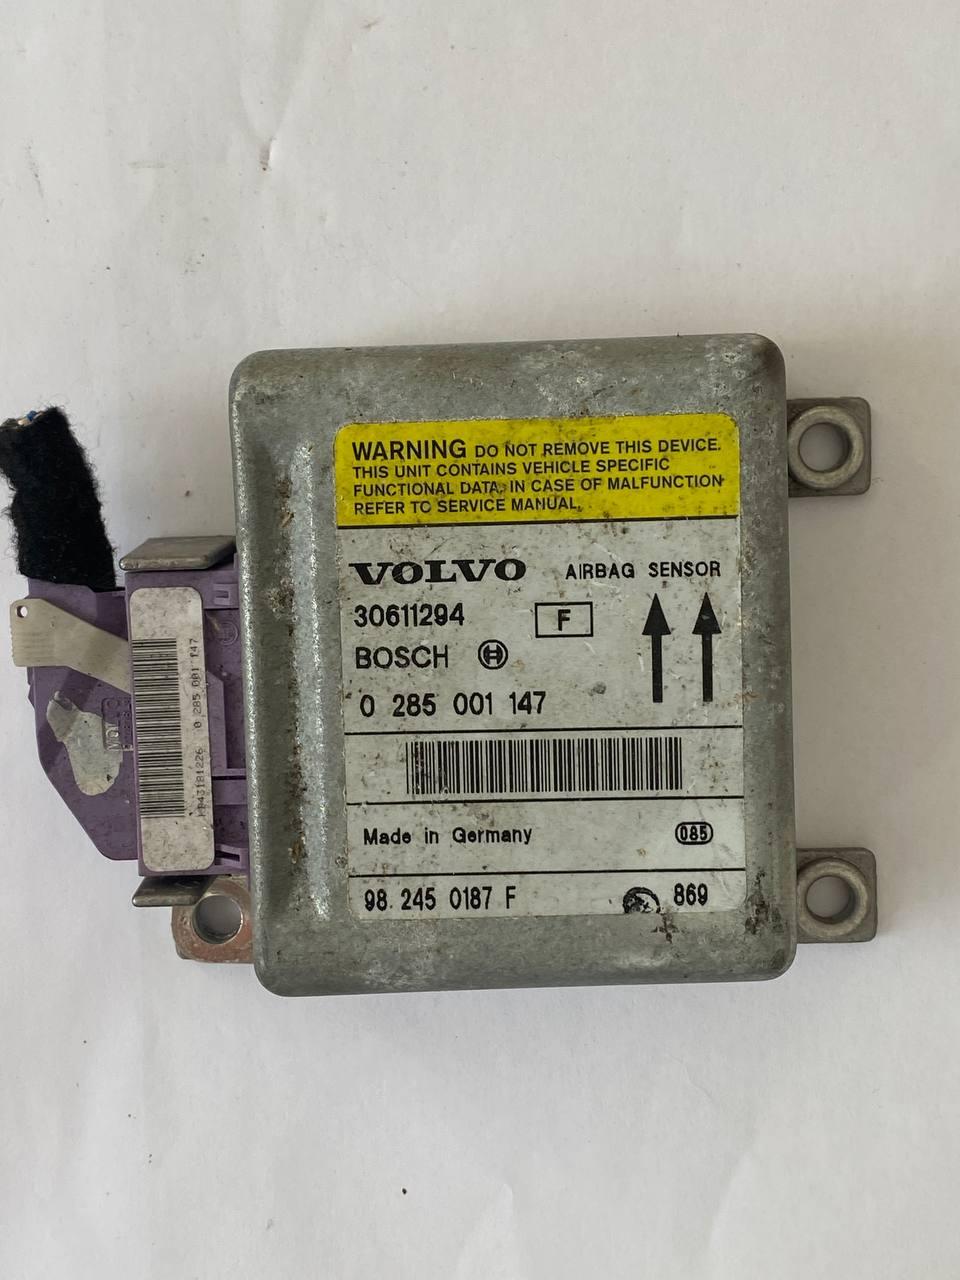 WARNING DO NOT REMOVE THIS DEVICE.
THIS UNIT CONTAINS VEHICLE SPECIFIC
FUNCTIONAL DATA. IN CASE OF MALFUNCTION
REFER TO SERVICE MANUAL.
VOLVO AIRBAG SENSOR
30611294 F
BOSCH
0 285 001 147
Made in Germany 085
98 245 0187 F 869
0 285 001 147